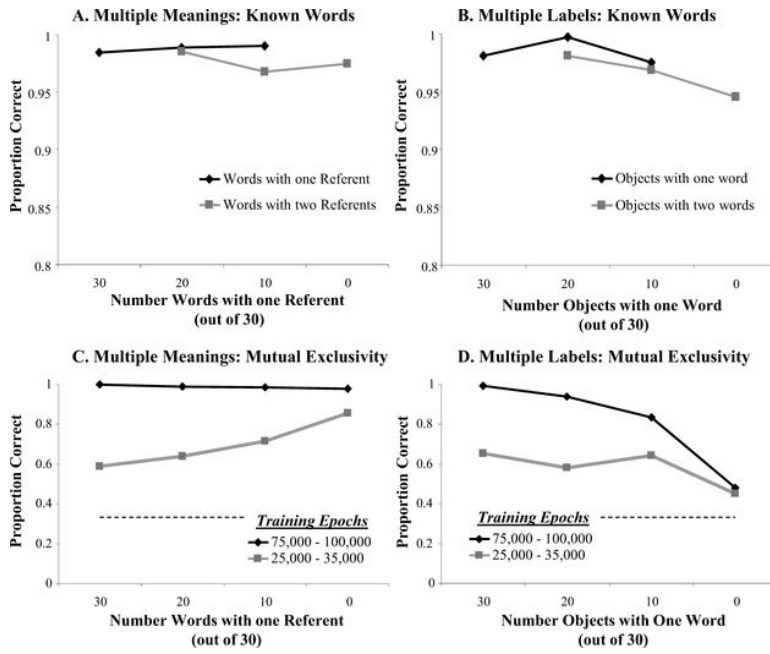 A. Multiple Meanings: Known Words
Proportion Correct
1
0.95
0.9
0.85
0.8
Words with one Referent
Words with two Referents
30 20 10 0
Number Words with one Referent
(out of 30)
B. Multiple Labels: Known Words
Proportion Correct
1
0.95
0.9
0.85
0.8
Objects with one word
Objects with two words
30 20 10 0
Number Objects with one Word
(out of 30)
C. Multiple Meanings: Mutual Exclusivity
Proportion Correct
1
0.8
0.6
0.4
0.2
0
Training Epochs
75,000 - 100,000
25,000 - 35,000
30 20 10 0
Number Words with one Referent
(out of 30)
D. Multiple Labels: Mutual Exclusivity
Proportion Correct
1
0.8
0.6
0.4
0.2
0
Training Epochs
75,000 - 100,000
25,000 - 35,000
30 20 10 0
Number Objects with One Word
(out of 30)